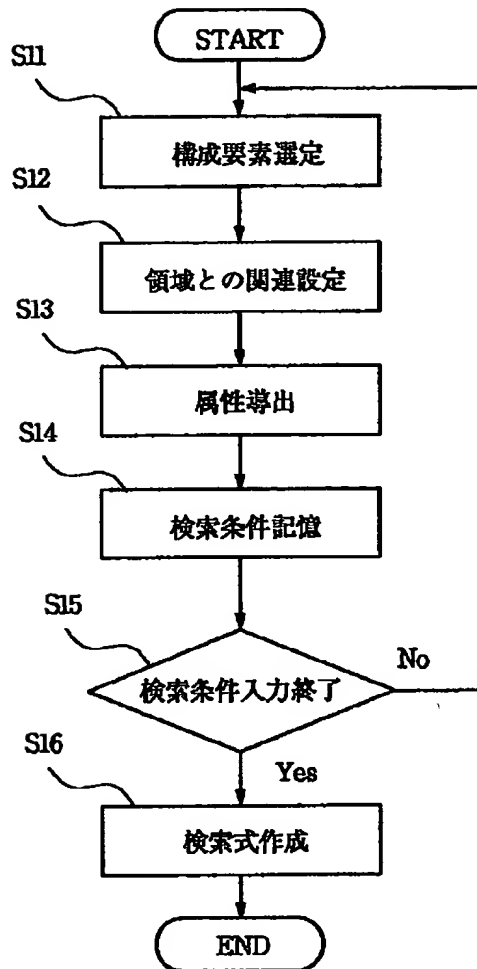 START
S11
構成要素選定
S12
領域との関連設定
S13
属性導出
S14
検索条件記憶
S15
検索条件入力終了
No
Yes
S16
検索式作成
END